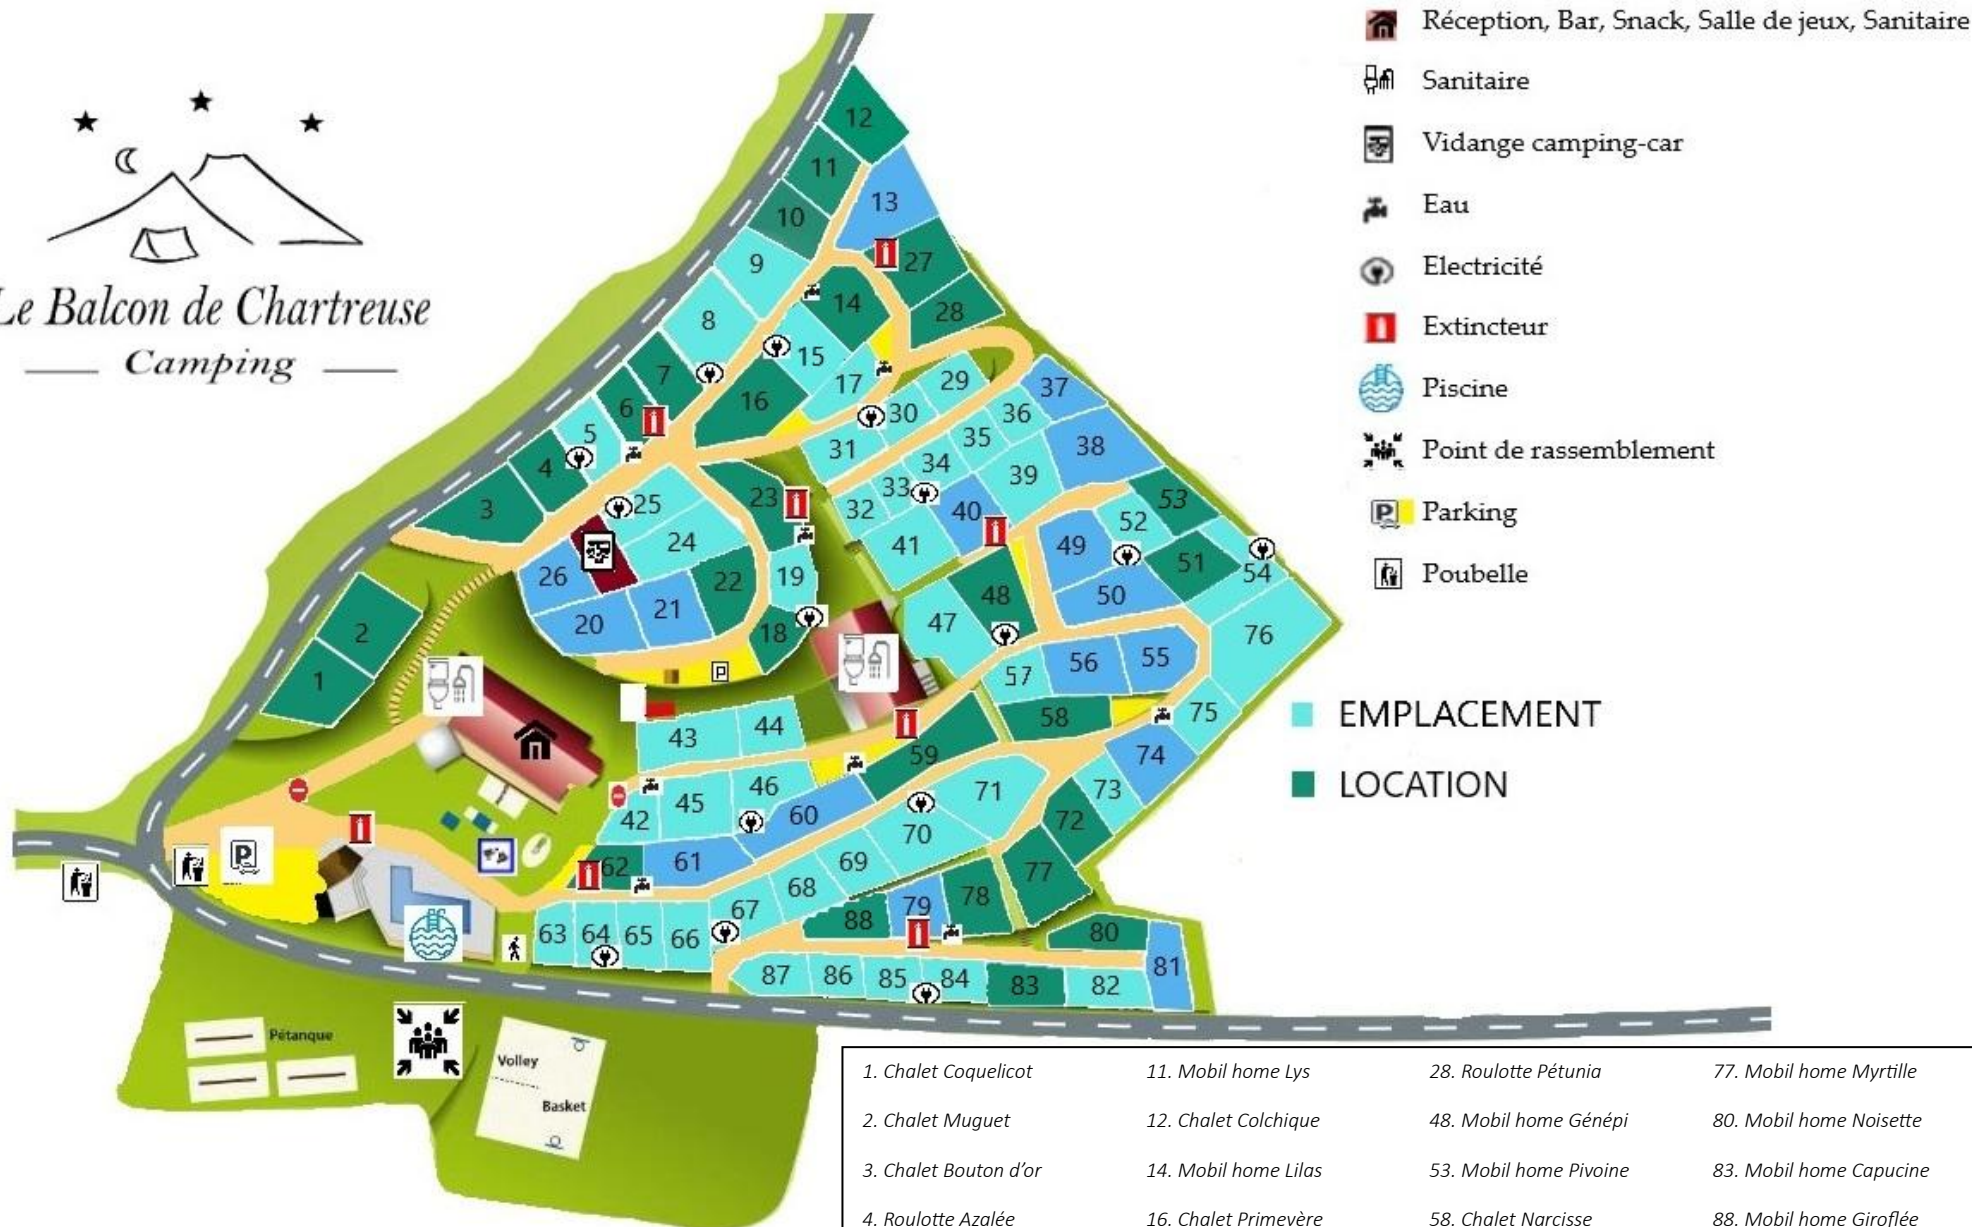 Le Balcon de Chartreuse
Camping
Réception, Bar, Snack, Salle de jeux, Sanitaire
Sanitaire
Vidange camping-car
Eau
Electricité
Extincteur
Piscine
Point de rassemblement
P Parking
Poubelle
EMPLACEMENT
LOCATION
12
11
13
10
9
27
14
28
8
15
7
17
29
37
16
30
36
6
5
35
31
38
34
4
39
33
23
53
3
25
32
40
52
24
41
49
51
54
26
22
19
50
48
21
20
47
18
76
2
56
55
57
P
1
75
58
44
43
59
74
46
71
73
45
60
42
72
70
P
61
69
62
77
68
78
79
67
88
63
64
65
66
80
81
87
86
85
84
83
82
Pétanque
Volley
Basket
1. Chalet Coquelicot
2. Chalet Muguet
3. Chalet Bouton d’or
4. Roulotte Azalée
11. Mobil home Lys
12. Chalet Colchique
14. Mobil home Lilas
16. Chalet Primevère
28. Roulotte Pétunia
48. Mobil home Génépi
53. Mobil home Pivoine
58. Chalet Narcisse
77. Mobil home Myrtille
80. Mobil home Noisette
83. Mobil home Capucine
88. Mobil home Giroflée